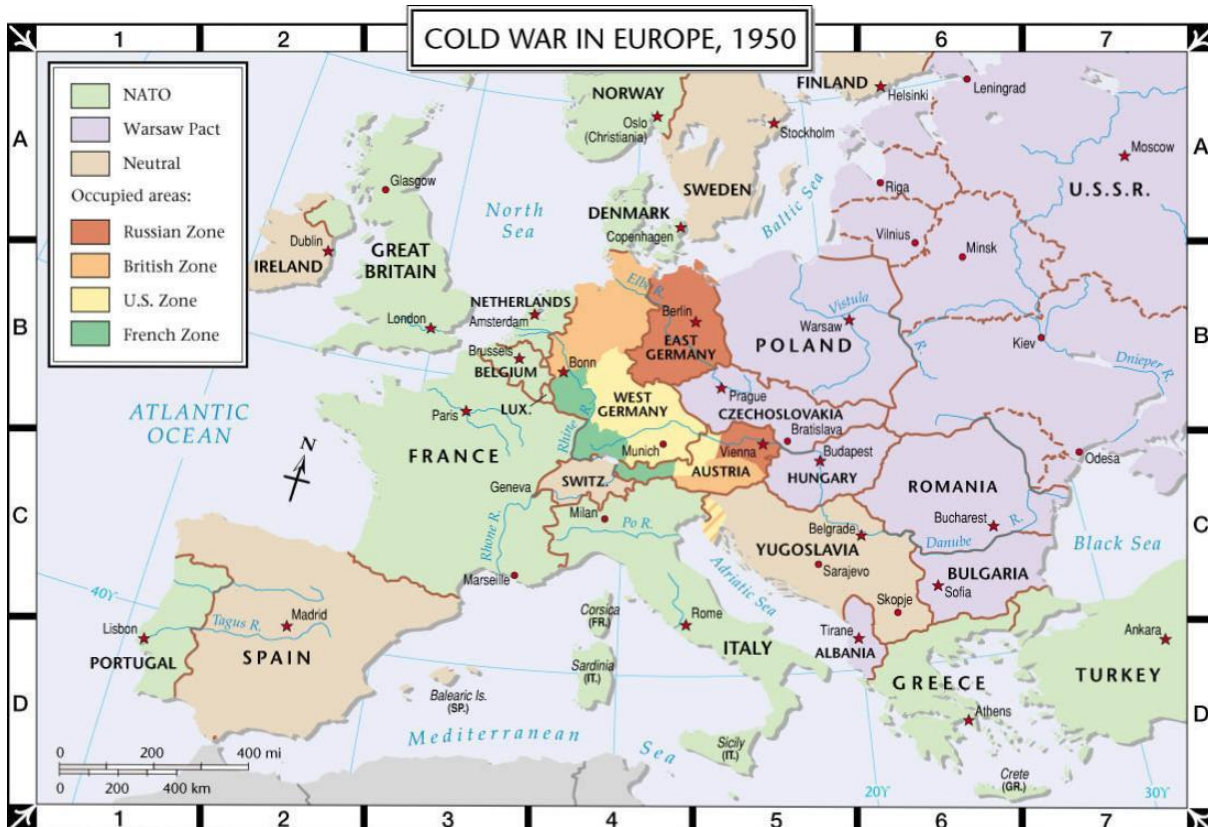 COLD WAR IN EUROPE, 1950
1
2
6
7
NATO
Warsaw Pact
Neutral
Occupied areas:
Russian Zone
British Zone
U.S. Zone
French Zone
A
A
B
B
C
C
D
D
NORWAY
Oslo
(Christiania)
FINLAND
Helsinki
Leningrad
Stockholm
Moscow
U.S.S.R.
Glasgow
SWEDEN
Riga
North
Sea
Baltic Sea
DENMARK
Copenhagen
Vilnius
Minsk
Dublin
IRELAND
GREAT
BRITAIN
London
NETHERLANDS
Amsterdam
Elbe R.
Berlin
EAST
GERMANY
Vistula
R.
Warsaw
POLAND
Kiev
Dnieper R.
Brussels
BELGIUM
Bonn
LUX.
WEST
GERMANY
Prague
CZECHOSLOVAKIA
Bratislava
ATLANTIC
OCEAN
Paris
N
FRANCE
Rhine R.
Munich
Vienna
AUSTRIA
Budapest
HUNGARY
Odesa
ROMANIA
Bucharest
Geneva
SWITZ.
Milan
Po R.
Rhone R.
Belgrade
Danube
R.
YUGOSLAVIA
Sarajevo
Black Sea
BULGARIA
Sofia
Marseille
Adriatic Sea
Skopje
40Y
Lisbon
Tagus R.
PORTUGAL
Madrid
SPAIN
Corsica
(FR.)
Rome
ITALY
Tirane
ALBANIA
Ankara
TURKEY
Sardinia
(IT.)
Balearic Is.
(SP.)
GREECE
Athens
Mediterranean
Sea
Sicily
(IT.)
Crete
(GR.)
0 200 400 mi
0 200 400 km
20Y
30Y
1
2
3
4
5
6
7